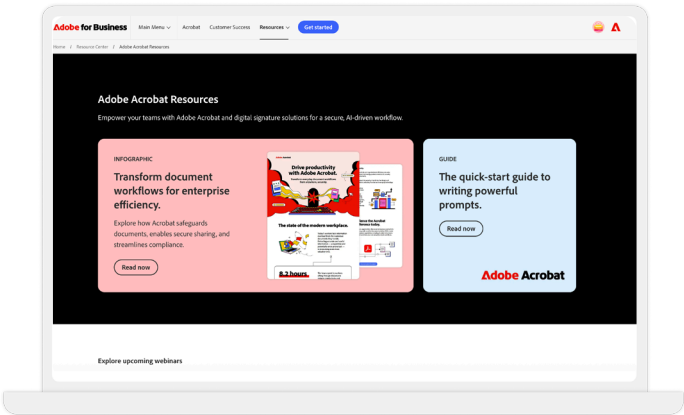 Adobe for Business
Main Menu
Acrobat
Customer Success
Resources
Get started
Home / Resource Center / Adobe Acrobat Resources
Adobe Acrobat Resources
Empower your teams with Adobe Acrobat and digital signature solutions for a secure, AI-driven workflow.
INFOGRAPHIC
Transform document
workflows for enterprise
efficiency.
Explore how Acrobat safeguards
documents, enables secure sharing, and
streamlines compliance.
Read now
Drive productivity
with Adobe Acrobat.
The state of the modern workplace.
8.2 hours
GUIDE
The quick-start guide to
writing powerful
prompts.
Read now
Adobe Acrobat
Explore upcoming webinars